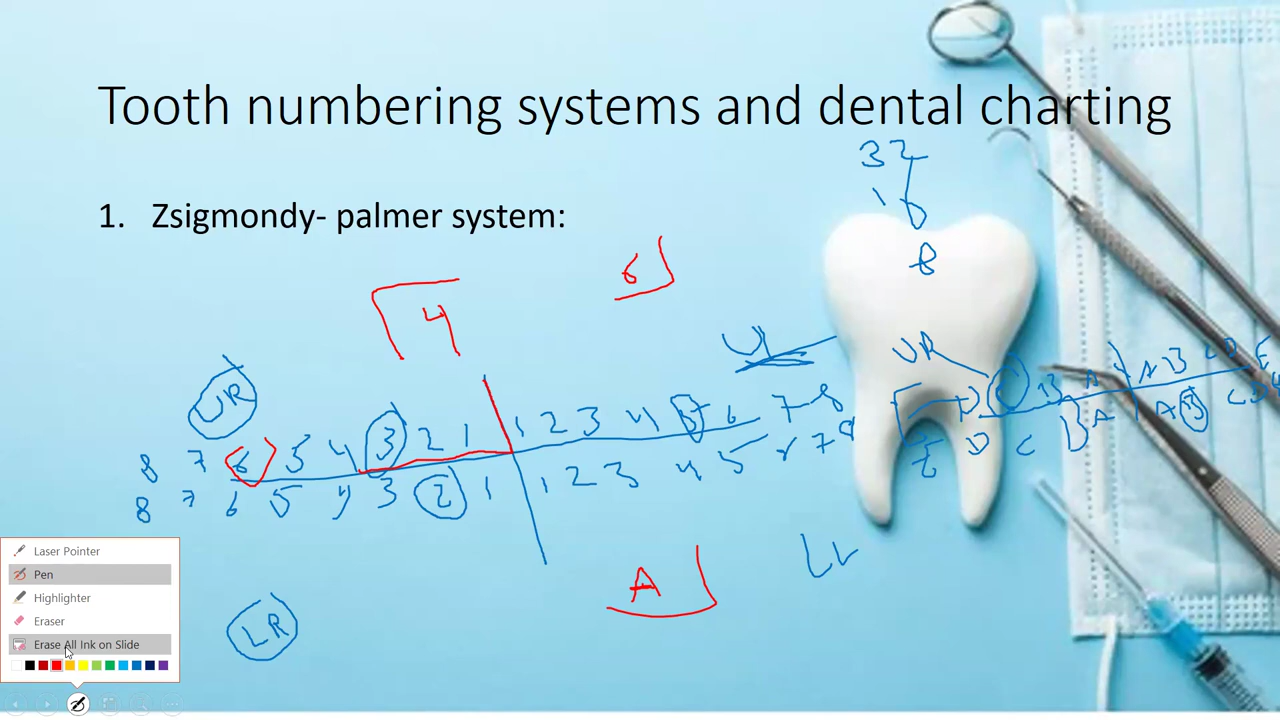 Tooth numbering systems and dental charting
32
1. Zsigmondy- palmer system:
6
4
UL
UR
UR
8 7 6 5 4 3 2 1 1 2 3 4 5 6 7 8
8 7 6 5 4 3 2 1 1 2 3 4 5 7 8
D B A A B C D E
E D C B A A B C D
A
LL
LR
Laser Pointer
Pen
Highlighter
Eraser
Erase All Ink on Slide